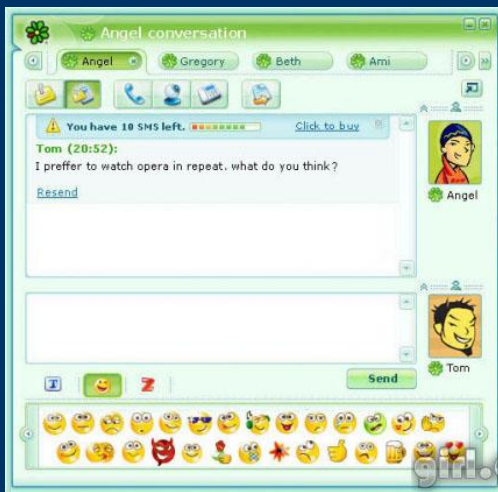 Angel conversation
Angel
Gregory
Beth
Ami
You have 10 SMS left.
Click to buy
Tom (20:52):
I preffer to watch opera in repeat. what do you think?
Resend
Angel
Tom
T
Z
Send
girl.